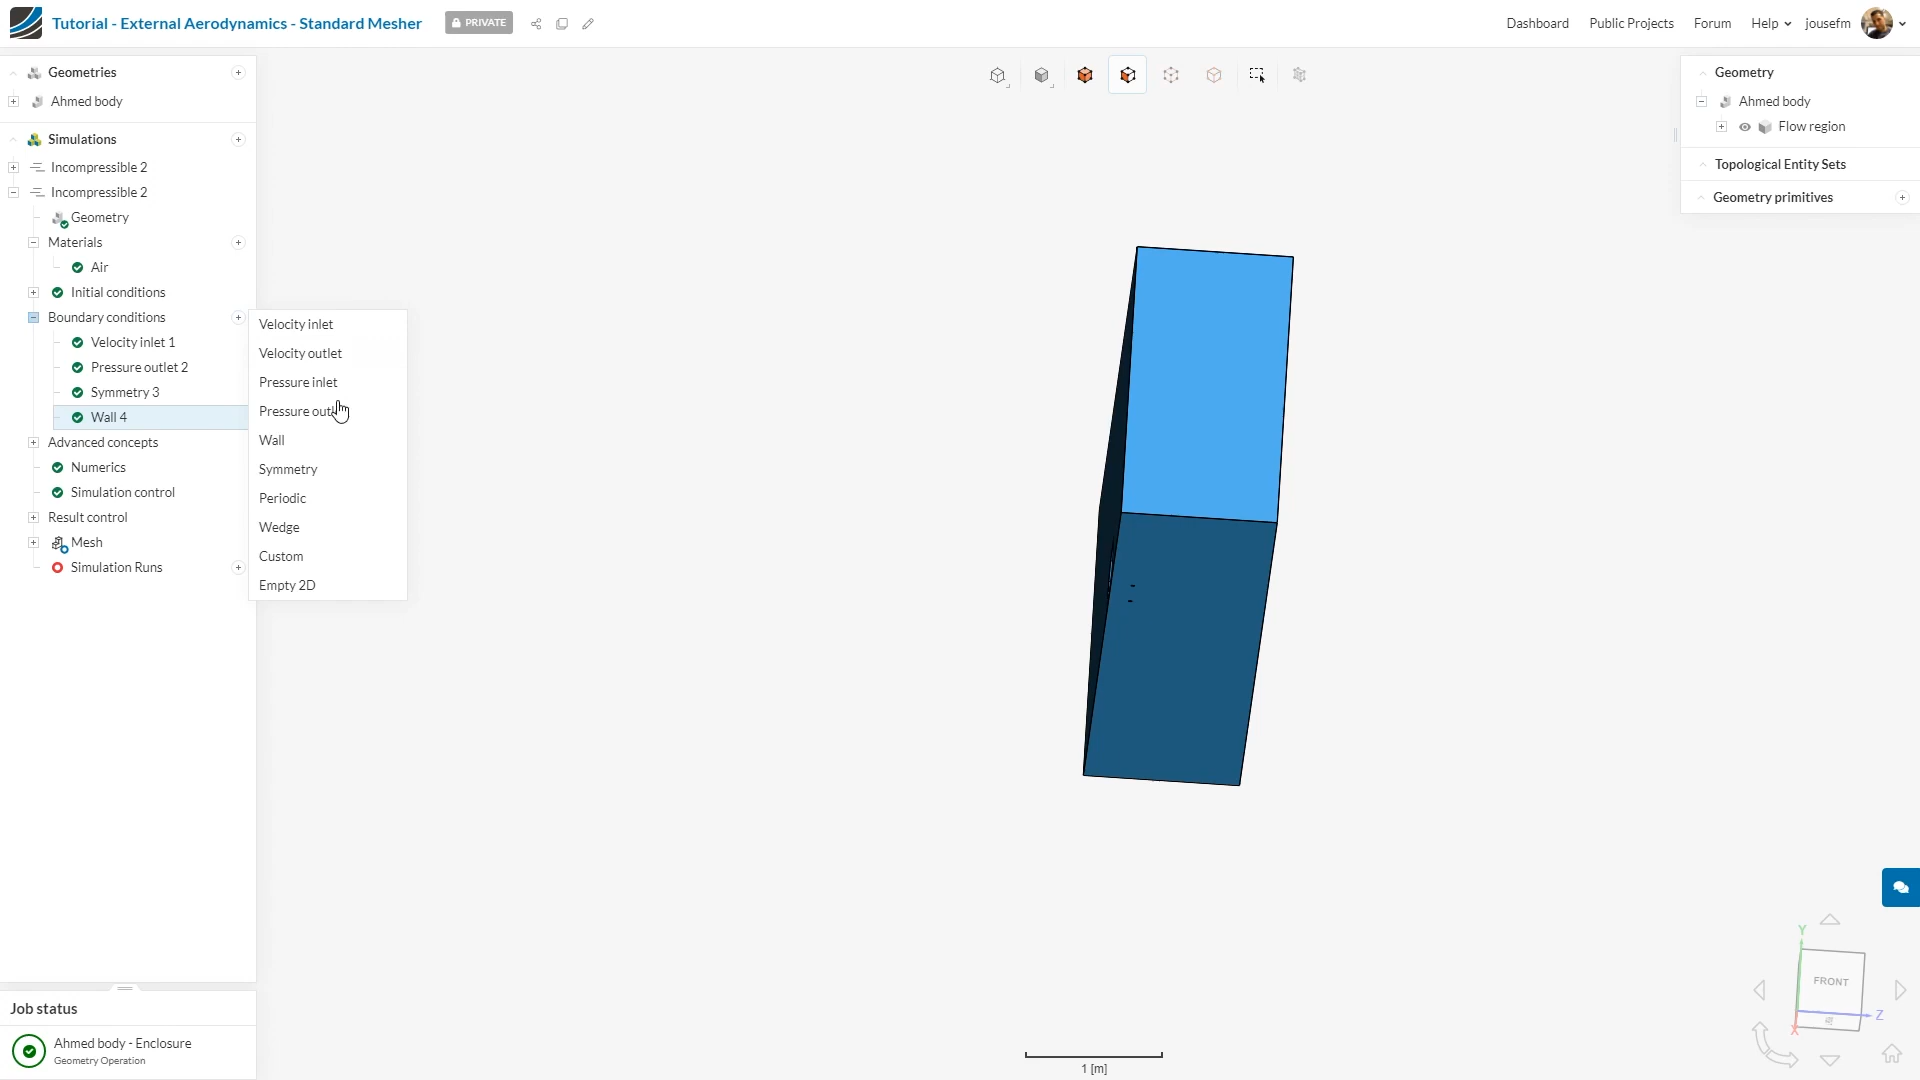 Tutorial - External Aerodynamics - Standard Mesher
PRIVATE
Dashboard
Public Projects
Forum
Help
jousefm
Geometries
Ahmed body
Simulations
Incompressible 2
Incompressible 2
Geometry
Materials
Air
Initial conditions
Boundary conditions
Velocity inlet 1
Pressure outlet 2
Symmetry 3
Wall 4
Advanced concepts
Numerics
Simulation control
Result control
Mesh
Simulation Runs
Velocity inlet
Velocity outlet
Pressure inlet
Pressure
Wall
Symmetry
Periodic
Wedge
Custom
Empty 2D
Geometry
Ahmed body
Flow region
Topological Entity Sets
Geometry primitives
Job status
Ahmed body - Enclosure
Geometry Operation
1 [m]
Y
FRONT
Z
X